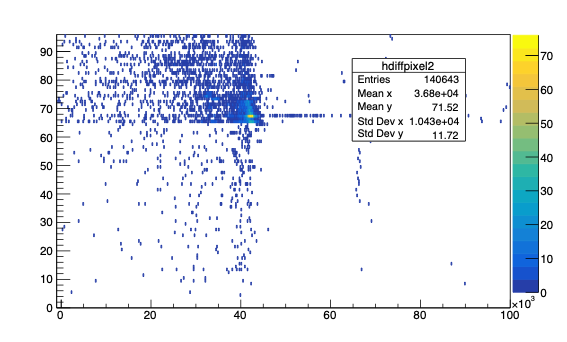 hdiffpixel2
Entries 140643
Mean x 3.68e+04
Mean y 71.52
Std Dev x 1.043e+04
Std Dev y 11.72
90
80
70
60
50
40
30
20
10
0
0 20 40 60 80 100
×10³
70
60
50
40
30
20
10
0